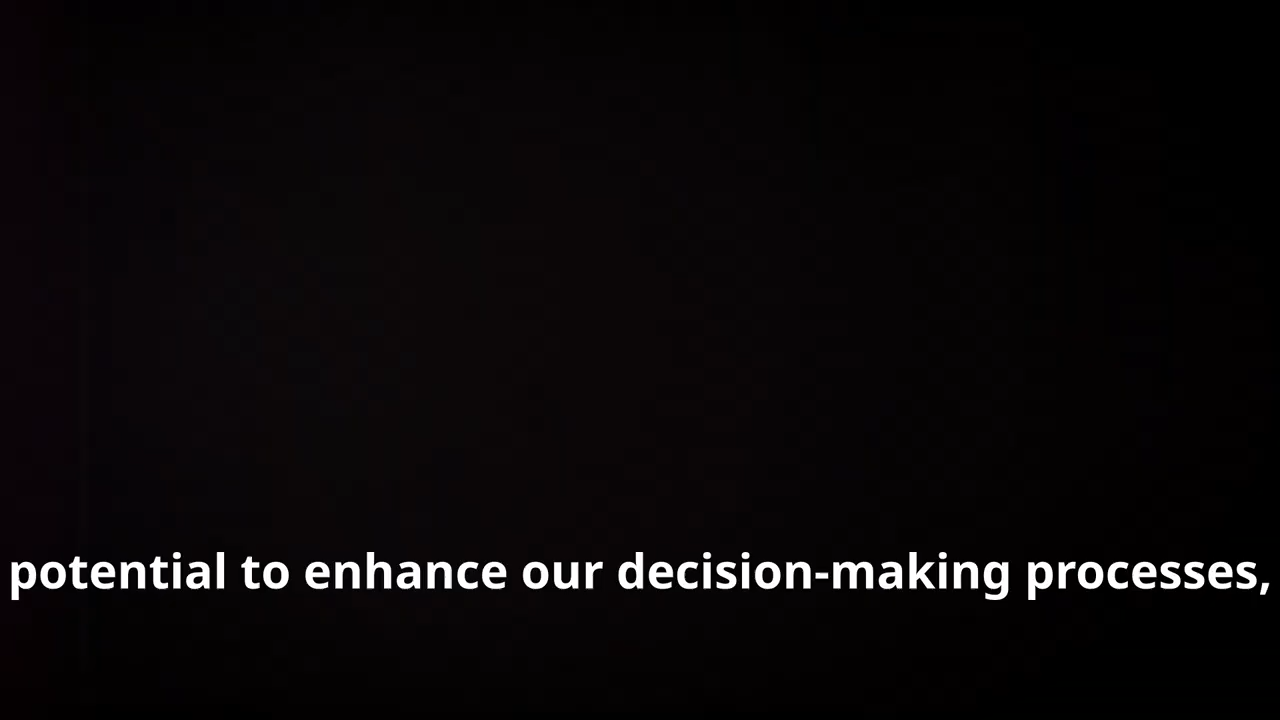 potential to enhance our decision-making processes,